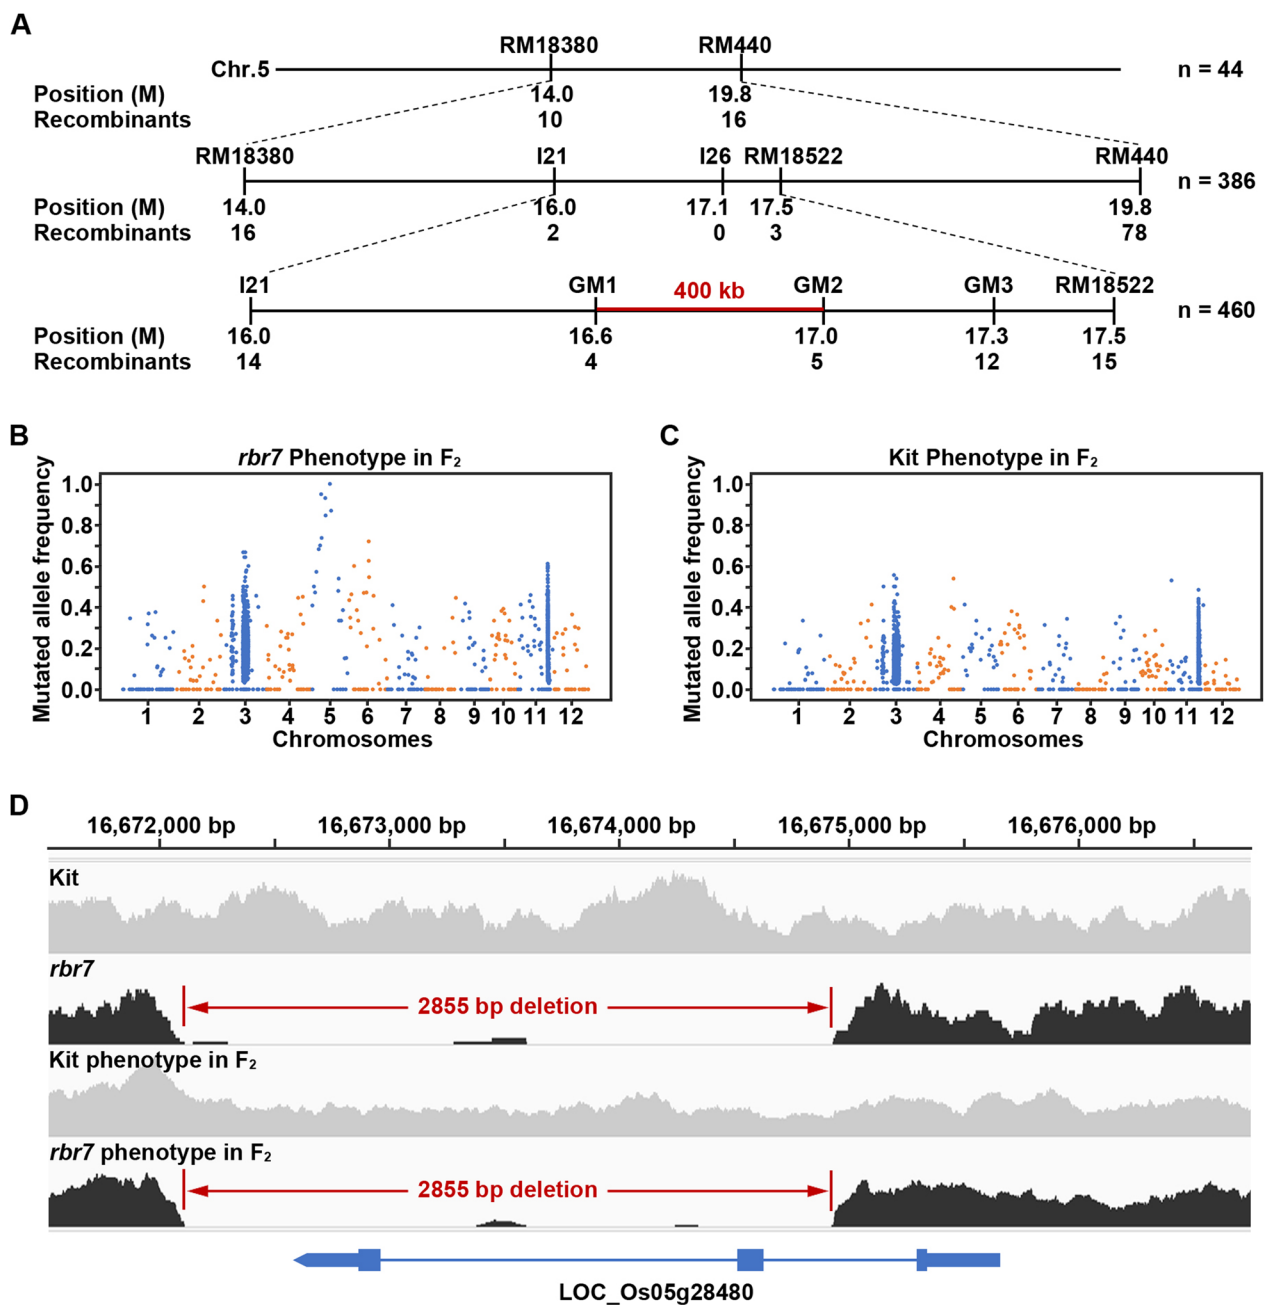 A
RM18380 RM440
Chr.5 n = 44
Position (M) 14.0 19.8
Recombinants 10 16
RM18380 I21 I26 RM18522 RM440
n = 386
Position (M) 14.0 16.0 17.1 17.5 19.8
Recombinants 16 2 0 3 78
I21 GM1 400 kb GM2 GM3 RM18522
n = 460
Position (M) 16.0 16.6 17.0 17.3 17.5
Recombinants 14 4 5 12 15
B
rbr7 Phenotype in F₂
Mutated allele frequency
1.0
0.8
0.6
0.4
0.2
0.0
1 2 3 4 5 6 7 8 9 10 11 12
Chromosomes
C
Kit Phenotype in F₂
Mutated allele frequency
1.0
0.8
0.6
0.4
0.2
0.0
1 2 3 4 5 6 7 8 9 10 11 12
Chromosomes
D
16,672,000 bp 16,673,000 bp 16,674,000 bp 16,675,000 bp 16,676,000 bp
Kit
rbr7
2855 bp deletion
Kit phenotype in F₂
rbr7 phenotype in F₂
2855 bp deletion
LOC_Os05g28480